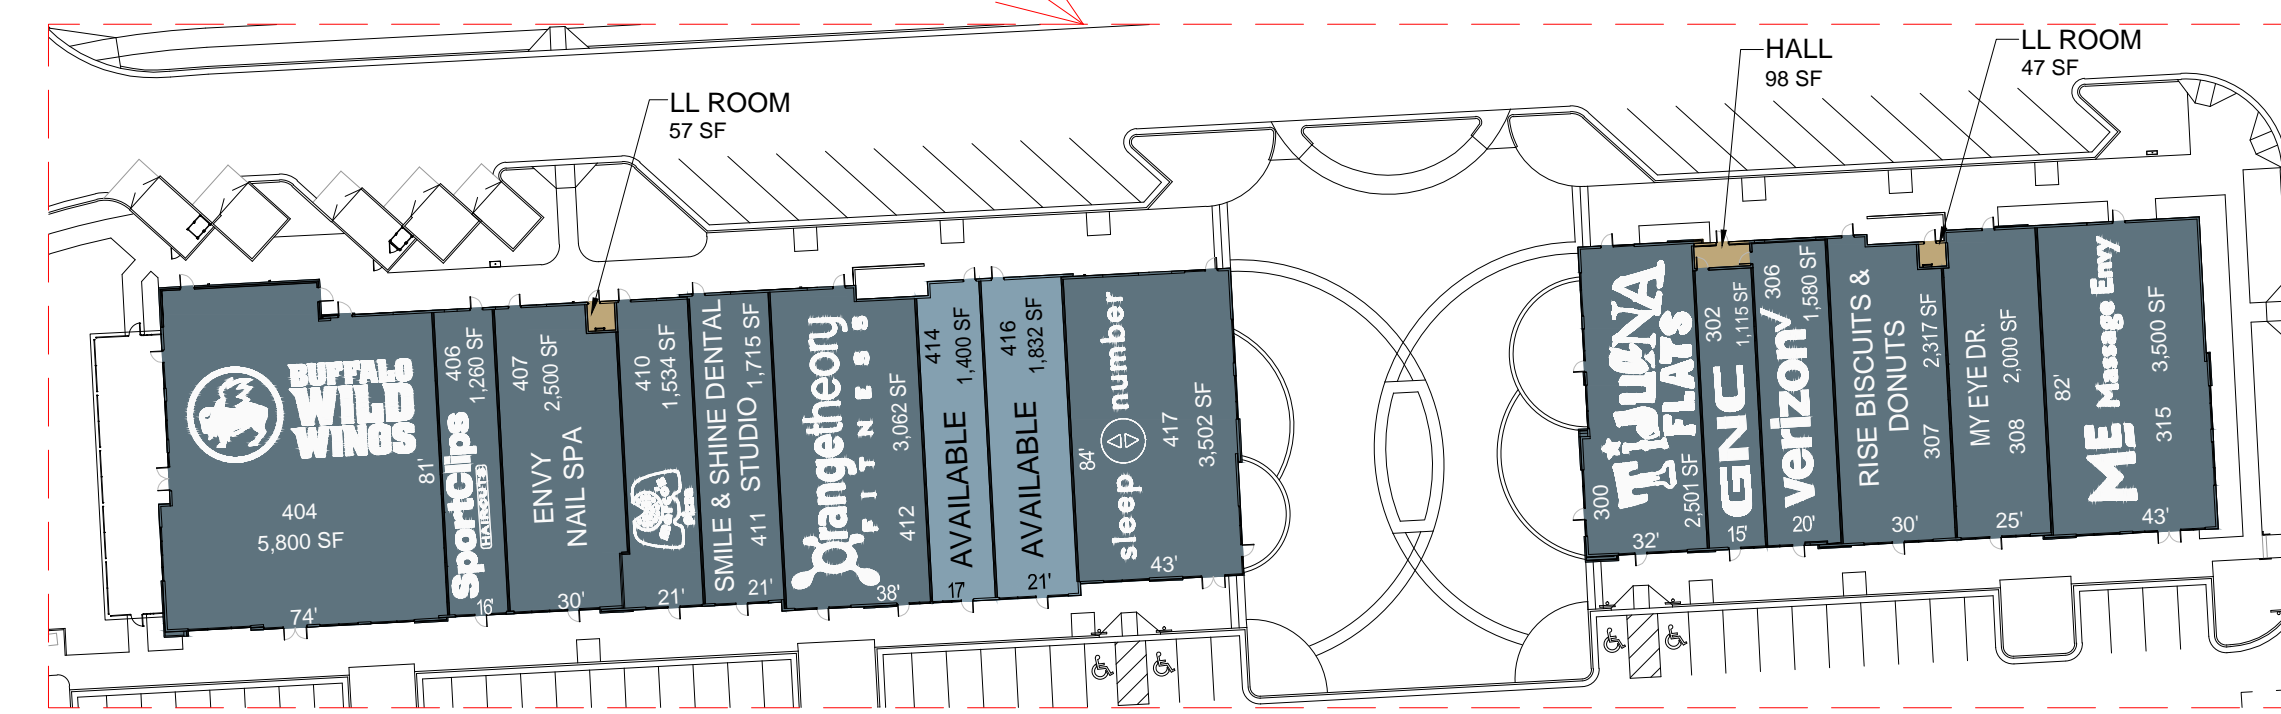 HALL
98 SF
LL ROOM
47 SF
LL ROOM
57 SF
BUFFALO
WILD
WINGS
404
5,800 SF
81'
74'
406
1,260 SF
SportClips
HAIRCUTS
16'
407
2,500 SF
ENVY
NAIL SPA
30'
410
1,534 SF
21'
SMILE & SHINE DENTAL
STUDIO 1,715 SF
411
21'
Orangetheory
FITNESS
3,062 SF
412
38'
414
1,400 SF
AVAILABLE
17'
416
1,832 SF
AVAILABLE
21'
sleep number
84'
417
3,502 SF
43'
TIJUANA
FLATS
300
2,501 SF
32'
302
1,115 SF
GNC
15'
306
1,580 SF
verizon
20'
RISE BISCUITS &
DONUTS
307
2,317 SF
30'
MY EYE DR.
308
2,000 SF
25'
ME Massage Envy
82'
315
3,500 SF
43'